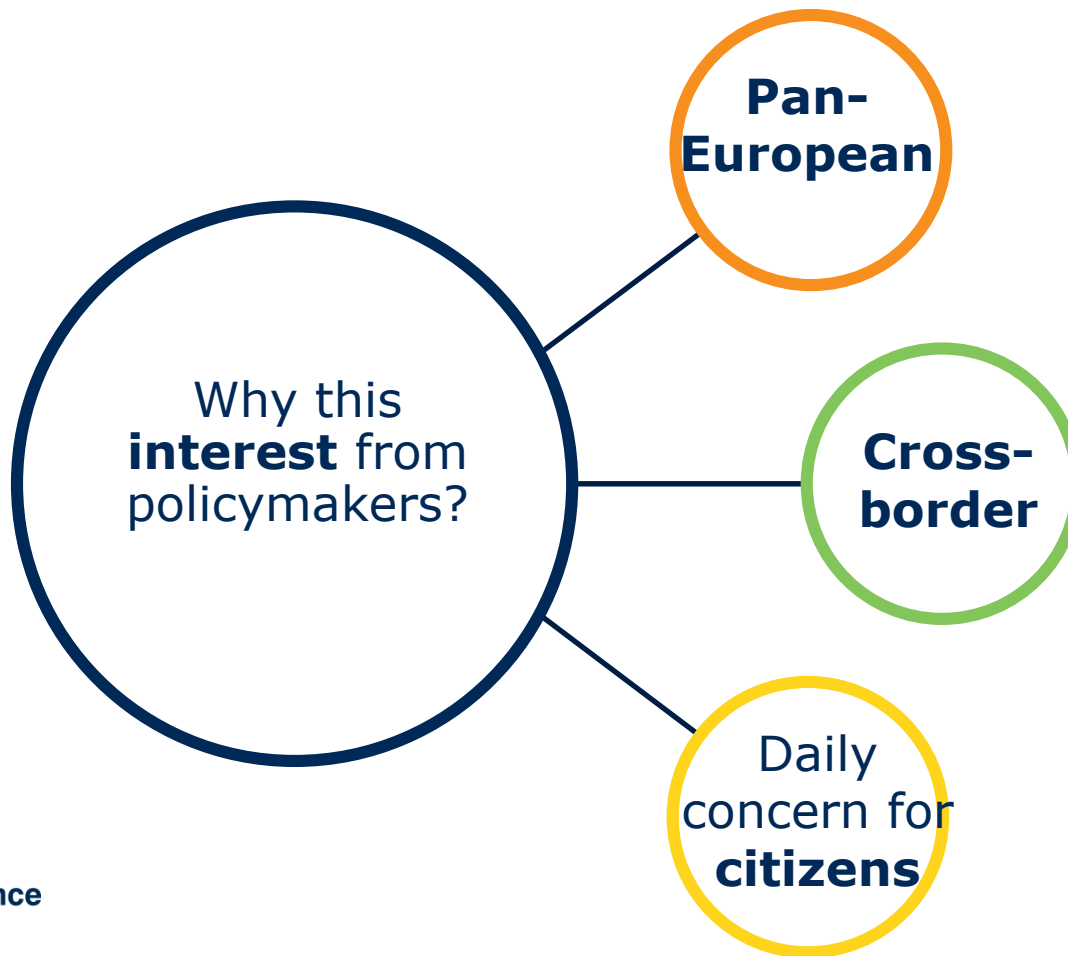 Pan-
European
Why this
interest from
policymakers?
Cross-
border
Daily
concern for
citizens
nce